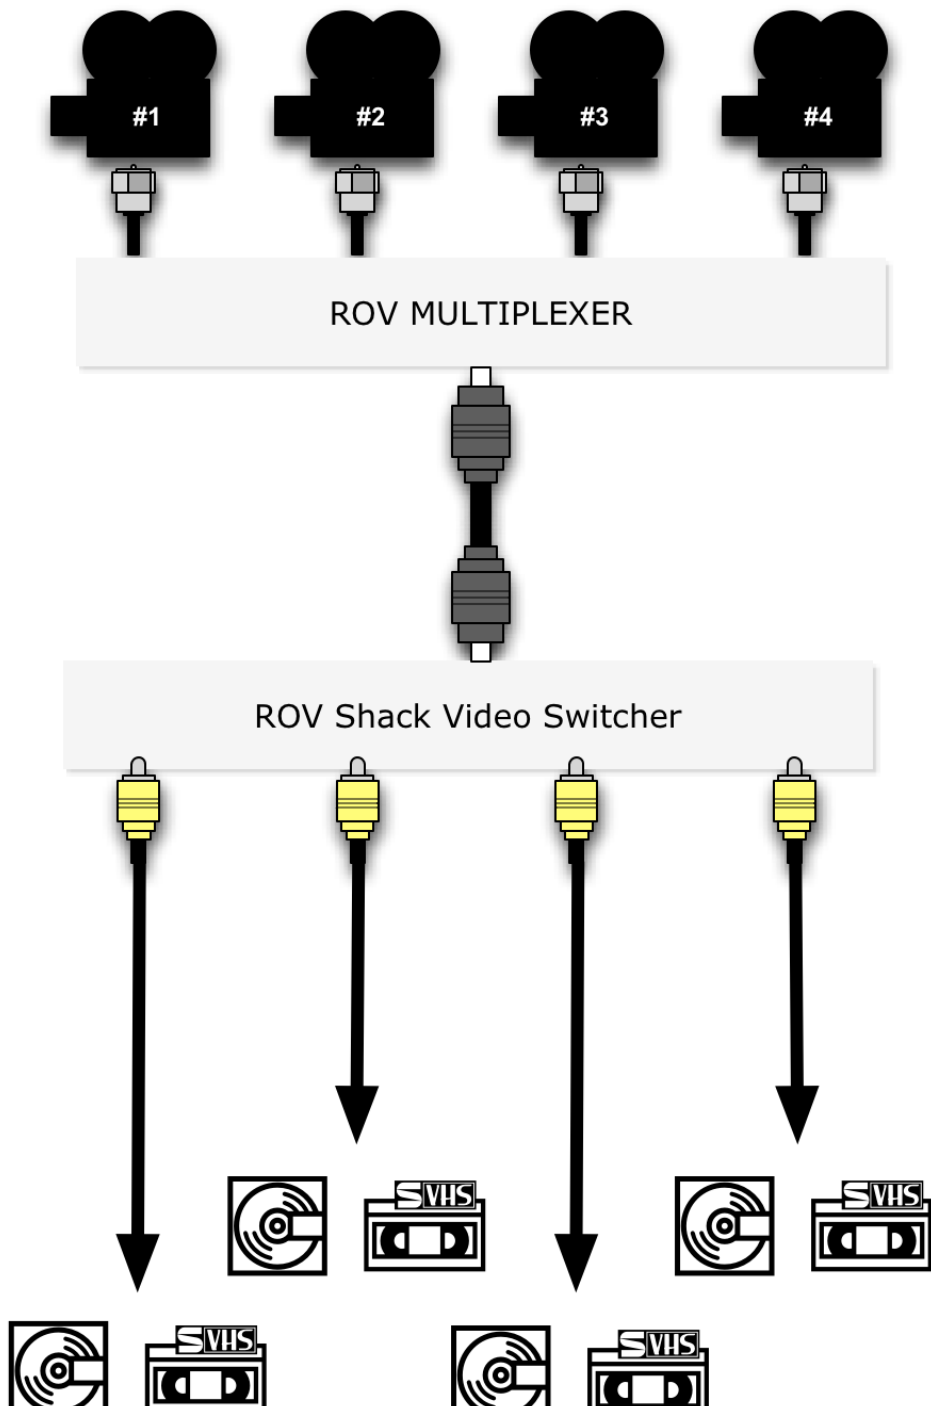 #1
#2
#3
#4
ROV MULTIPLEXER
ROV Shack Video Switcher
SVHS
SVHS
SVHS
SVHS